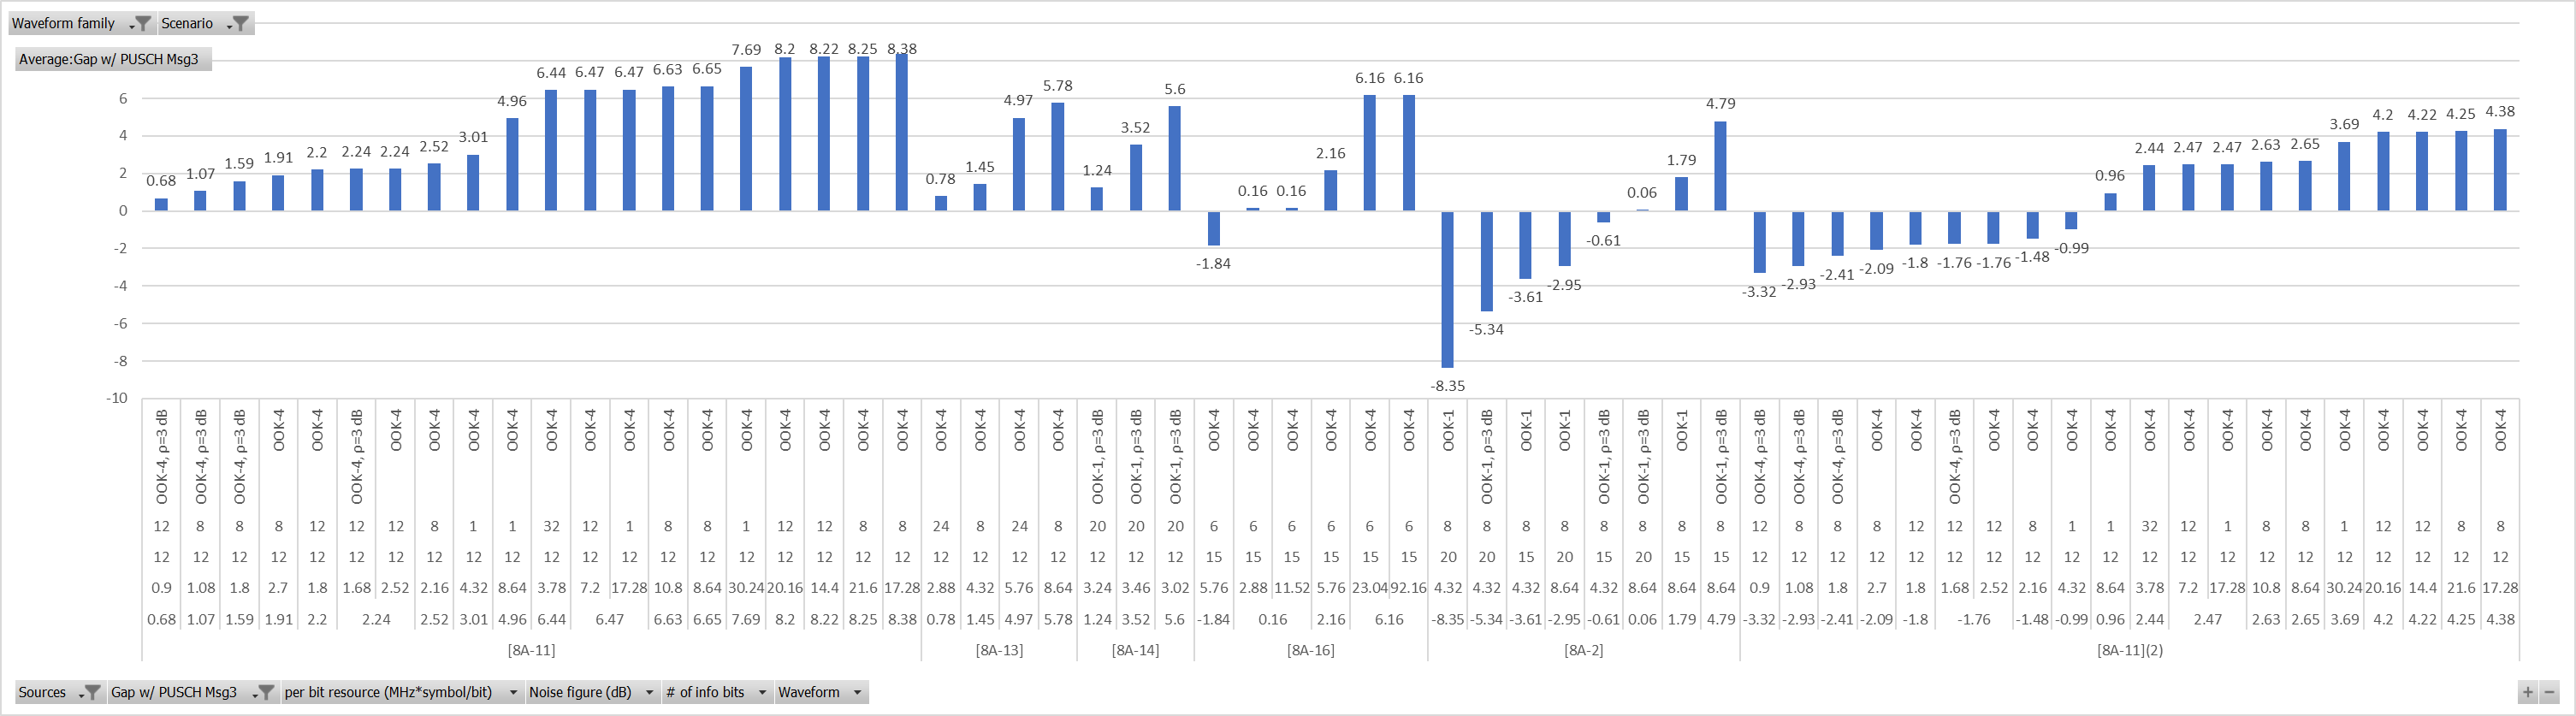 Waveform family Scenario
Average:Gap w/ PUSCH Msg3
0.68 1.07 1.59 1.91 2.2 2.24 2.24 2.52 3.01 4.96 6.44 6.47 6.47 6.63 6.65 7.69 8.2 8.22 8.25 8.38 0.78 1.45 4.97 5.78 1.24 3.52 5.6 -1.84 0.16 0.16 2.16 6.16 6.16 -8.35 -5.34 -3.61 -2.95 -0.61 0.06 1.79 4.79 -3.32 -2.93 -2.41 -2.09 -1.8 -1.76 -1.76 -1.48 -0.99 0.96 2.44 2.47 2.47 2.63 2.65 3.69 4.2 4.22 4.25 4.38
6
4
2
0
-2
-4
-6
-8
-10
OOK-4, ρ=3 dB OOK-4, ρ=3 dB OOK-4, ρ=3 dB OOK-4 OOK-4 OOK-4, ρ=3 dB OOK-4 OOK-4 OOK-4 OOK-4 OOK-4 OOK-4 OOK-4 OOK-4 OOK-4 OOK-4 OOK-4 OOK-4 OOK-4 OOK-4 OOK-4 OOK-4 OOK-4 OOK-4 OOK-1, ρ=3 dB OOK-1, ρ=3 dB OOK-1, ρ=3 dB OOK-4 OOK-4 OOK-4 OOK-4 OOK-4 OOK-4 OOK-1 OOK-1, ρ=3 dB OOK-1 OOK-1 OOK-1, ρ=3 dB OOK-1, ρ=3 dB OOK-1 OOK-1, ρ=3 dB OOK-4, ρ=3 dB OOK-4, ρ=3 dB OOK-4, ρ=3 dB OOK-4 OOK-4 OOK-4, ρ=3 dB OOK-4 OOK-4 OOK-4 OOK-4 OOK-4 OOK-4 OOK-4 OOK-4 OOK-4 OOK-4 OOK-4 OOK-4 OOK-4 OOK-4
12 8 8 8 12 12 12 8 1 1 32 12 1 8 8 1 12 12 8 8 24 8 24 8 20 20 20 6 6 6 6 6 6 8 8 8 8 8 8 8 8 12 8 8 8 12 12 12 8 1 1 32 12 1 8 8 1 12 12 8 8
12 12 12 12 12 12 12 12 12 12 12 12 12 12 12 12 12 12 12 12 12 12 12 12 12 12 12 15 15 15 15 15 15 20 20 15 20 15 20 15 15 12 12 12 12 12 12 12 12 12 12 12 12 12 12 12 12 12 12 12 12
0.9 1.08 1.8 2.7 1.8 1.68 2.52 2.16 4.32 8.64 3.78 7.2 17.28 10.8 8.64 30.24 20.16 14.4 21.6 17.28 2.88 4.32 5.76 8.64 3.24 3.46 3.02 5.76 2.88 11.52 5.76 23.04 92.16 4.32 4.32 4.32 8.64 4.32 8.64 8.64 8.64 0.9 1.08 1.8 2.7 1.8 1.68 2.52 2.16 4.32 8.64 3.78 7.2 17.28 10.8 8.64 30.24 20.16 14.4 21.6 17.28
0.68 1.07 1.59 1.91 2.2 2.24 2.52 3.01 4.96 6.44 6.47 6.63 6.65 7.69 8.2 8.22 8.25 8.38 0.78 1.45 4.97 5.78 1.24 3.52 5.6 -1.84 0.16 2.16 6.16 -8.35 -5.34 -3.61 -2.95 -0.61 0.06 1.79 4.79 -3.32 -2.93 -2.41 -2.09 -1.8 -1.76 -1.48 -0.99 0.96 2.44 2.47 2.63 2.65 3.69 4.2 4.22 4.25 4.38
[8A-11] [8A-13] [8A-14] [8A-16] [8A-2] [8A-11](2)
Sources Gap w/ PUSCH Msg3 per bit resource (MHz*symbol/bit) Noise figure (dB) # of info bits Waveform + −